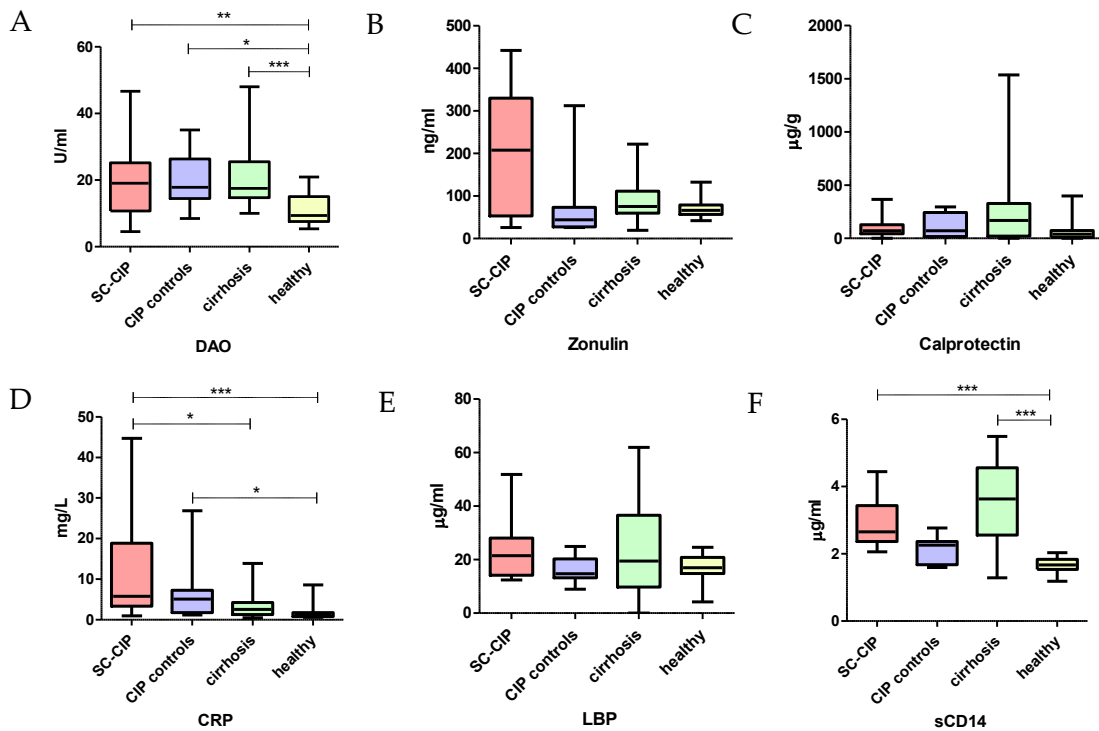 A
**
*
***
60
40
20
0
U/ml
SC-CIP
CIP controls
cirrhosis
healthy
DAO
B
500
400
300
200
100
0
ng/ml
SC-CIP
CIP controls
cirrhosis
healthy
Zonulin
C
2000
1500
1000
500
0
µg/g
SC-CIP
CIP controls
cirrhosis
healthy
Calprotectin
D
***
*
*
50
40
30
20
10
0
mg/L
SC-CIP
CIP controls
cirrhosis
healthy
CRP
E
80
60
40
20
0
µg/ml
SC-CIP
CIP controls
cirrhosis
healthy
LBP
F
***
***
6
4
2
0
µg/ml
SC-CIP
CIP controls
cirrhosis
healthy
sCD14